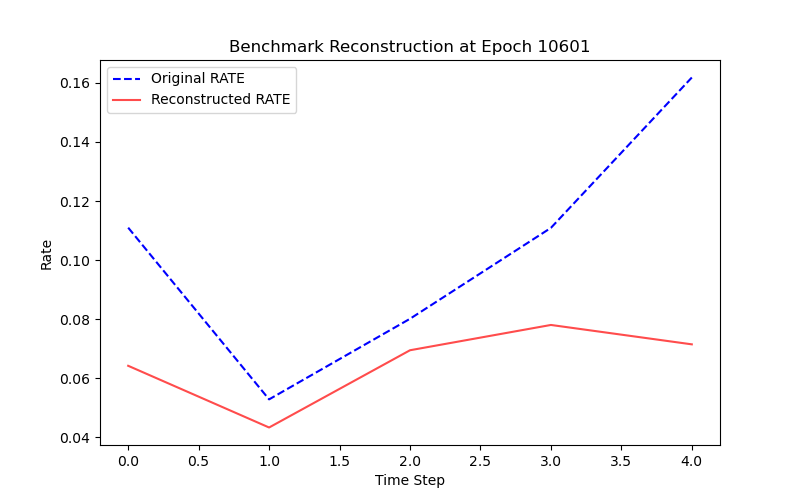 Benchmark Reconstruction at Epoch 10601
Original RATE
Reconstructed RATE
0.16
0.14
0.12
0.10
0.08
0.06
0.04
Rate
0.0 0.5 1.0 1.5 2.0 2.5 3.0 3.5 4.0
Time Step